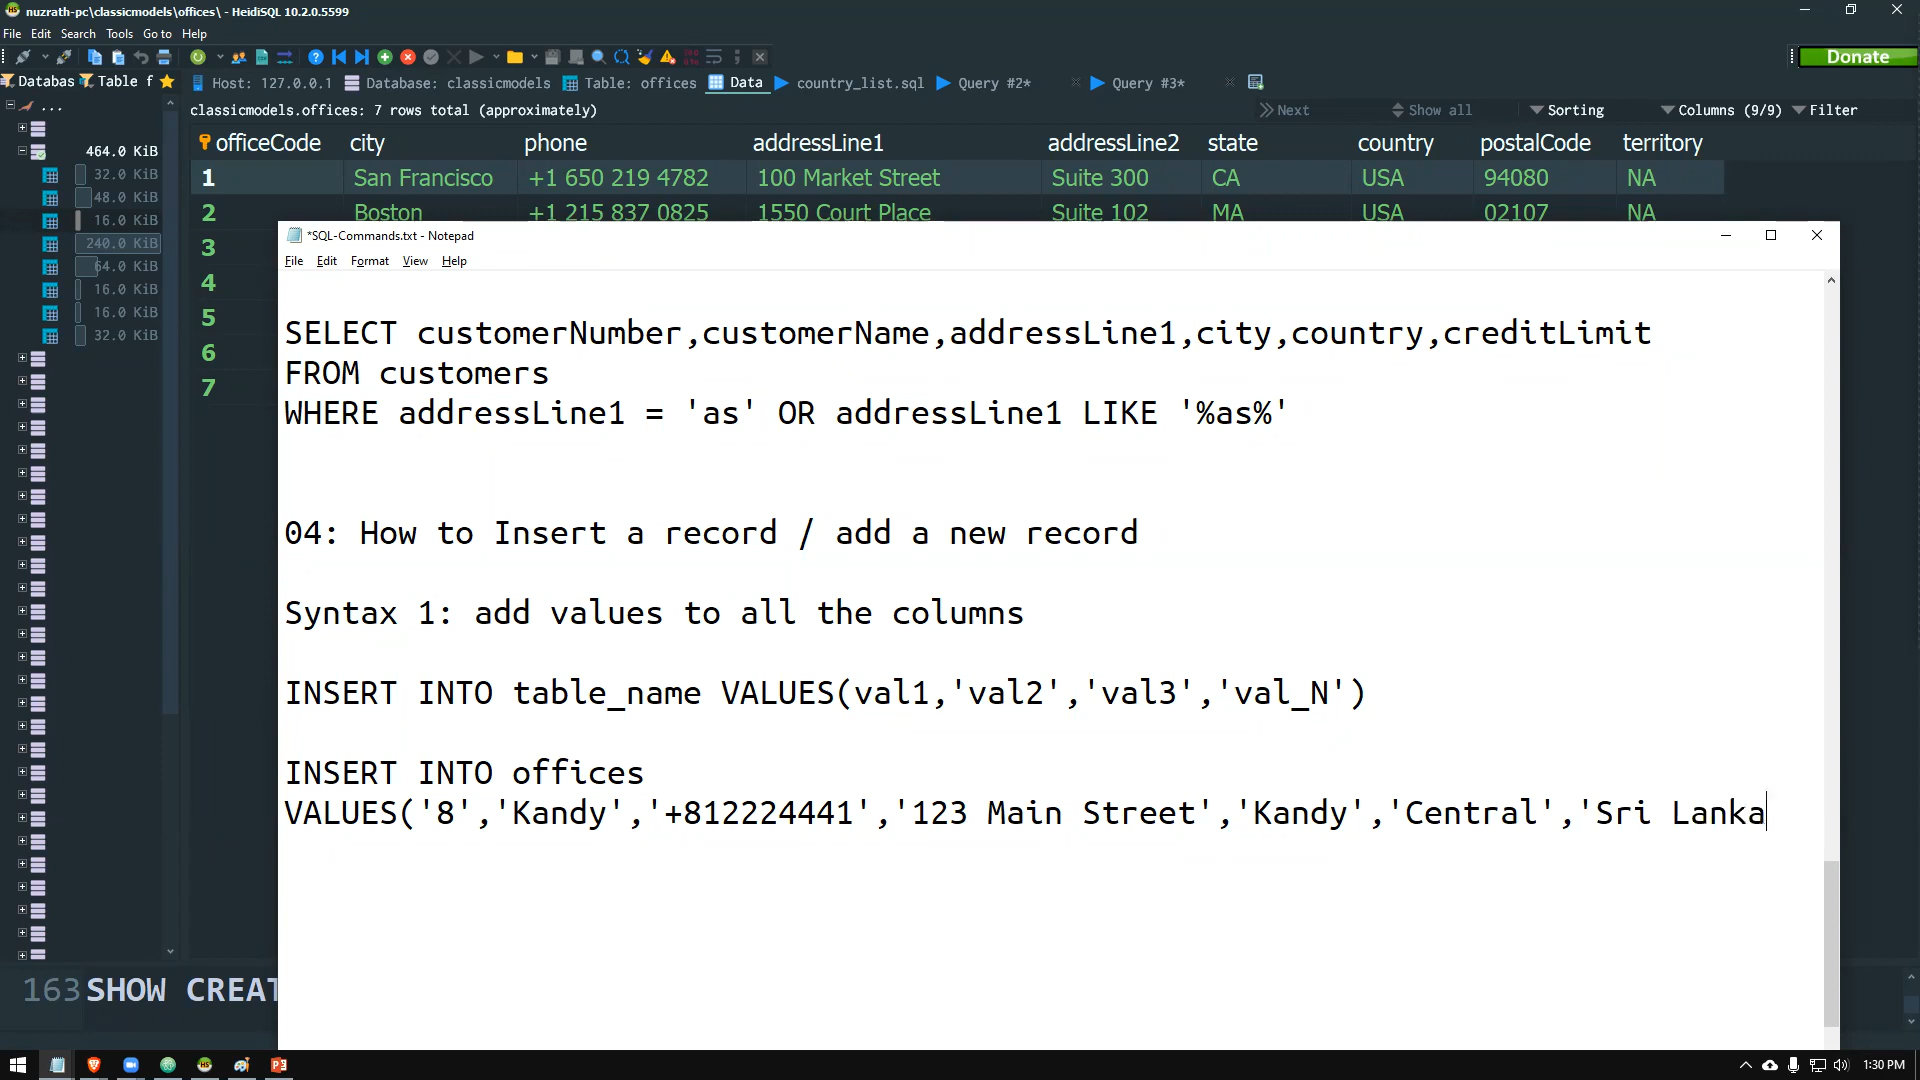 nuzrath-pc\classicmodels\offices\ - HeidiSQL 10.2.0.5599
File Edit Search Tools Go to Help
Donate
Databas Table f Host: 127.0.0.1 Database: classicmodels Table: offices Data country_list.sql Query #2* Query #3*
... classicmodels.offices: 7 rows total (approximately) Next Show all Sorting Columns (9/9) Filter
officeCode city phone addressLine1 addressLine2 state country postalCode territory
464.0 KiB
32.0 KiB 1 San Francisco +1 650 219 4782 100 Market Street Suite 300 CA USA 94080 NA
48.0 KiB
16.0 KiB 2 Boston +1 215 837 0825 1550 Court Place Suite 102 MA USA 02107 NA
240.0 KiB 3
64.0 KiB 4
16.0 KiB
16.0 KiB 5
32.0 KiB 6
7
*SQL-Commands.txt - Notepad
File Edit Format View Help
SELECT customerNumber,customerName,addressLine1,city,country,creditLimit
FROM customers
WHERE addressLine1 = 'as' OR addressLine1 LIKE '%as%'
04: How to Insert a record / add a new record
Syntax 1: add values to all the columns
INSERT INTO table_name VALUES(val1,'val2','val3','val_N')
INSERT INTO offices
VALUES('8','Kandy','+812224441','123 Main Street','Kandy','Central','Sri Lanka
163 SHOW CREAT
1:30 PM